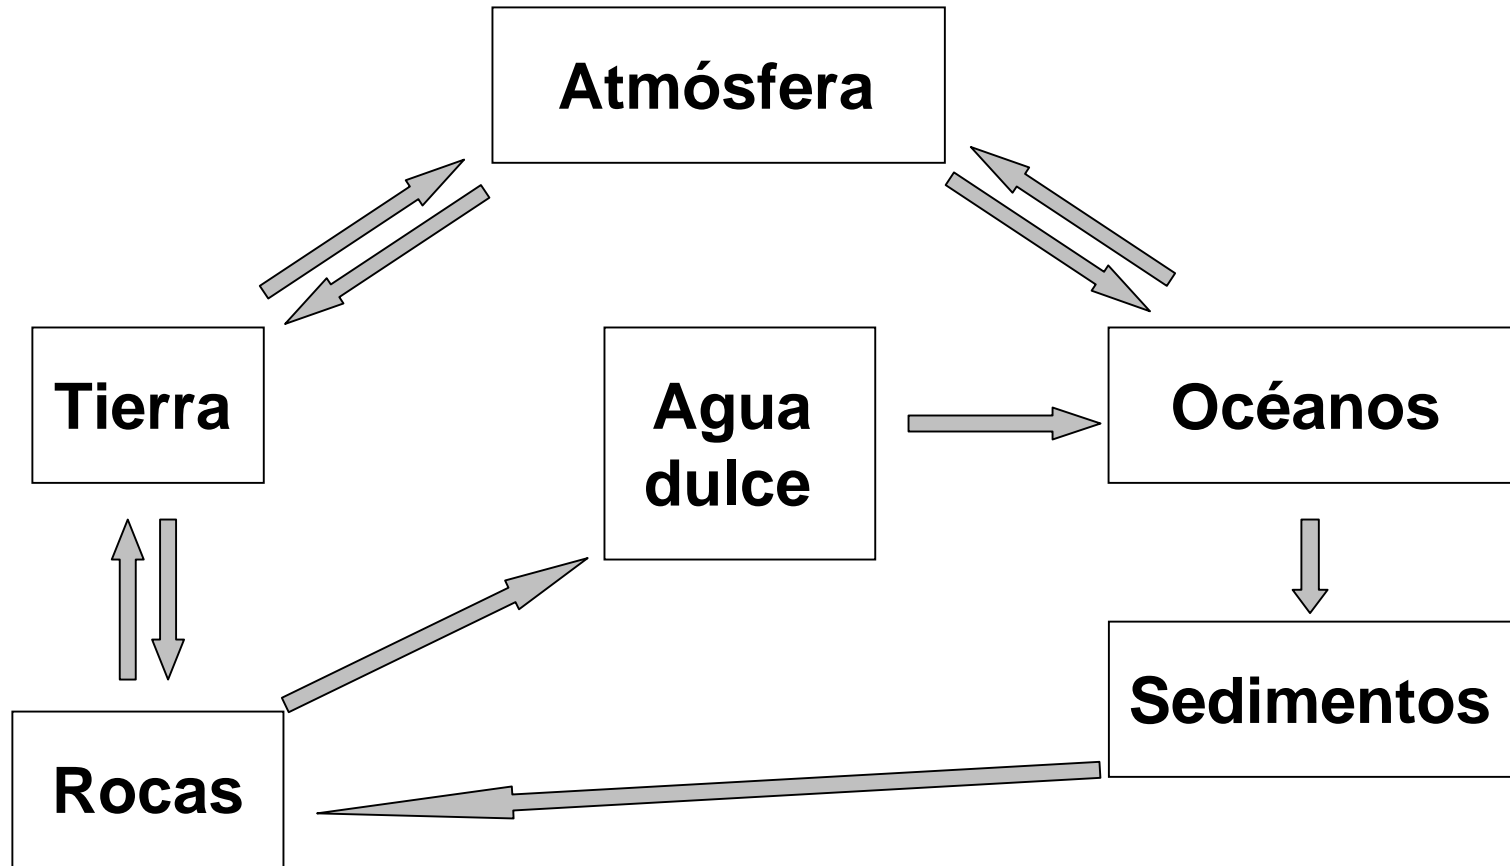 Atmósfera
Tierra
Agua
dulce
Océanos
Sedimentos
Rocas